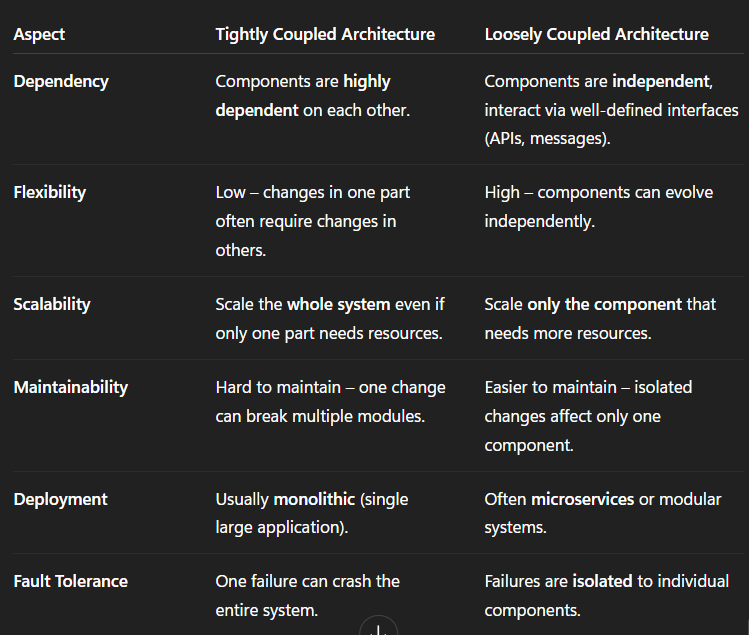 Aspect Tightly Coupled Architecture Loosely Coupled Architecture
Dependency Components are highly dependent on each other. Components are independent, interact via well-defined interfaces (APIs, messages).
Flexibility Low – changes in one part often require changes in others. High – components can evolve independently.
Scalability Scale the whole system even if only one part needs resources. Scale only the component that needs more resources.
Maintainability Hard to maintain – one change can break multiple modules. Easier to maintain – isolated changes affect only one component.
Deployment Usually monolithic (single large application). Often microservices or modular systems.
Fault Tolerance One failure can crash the entire system. Failures are isolated to individual components.